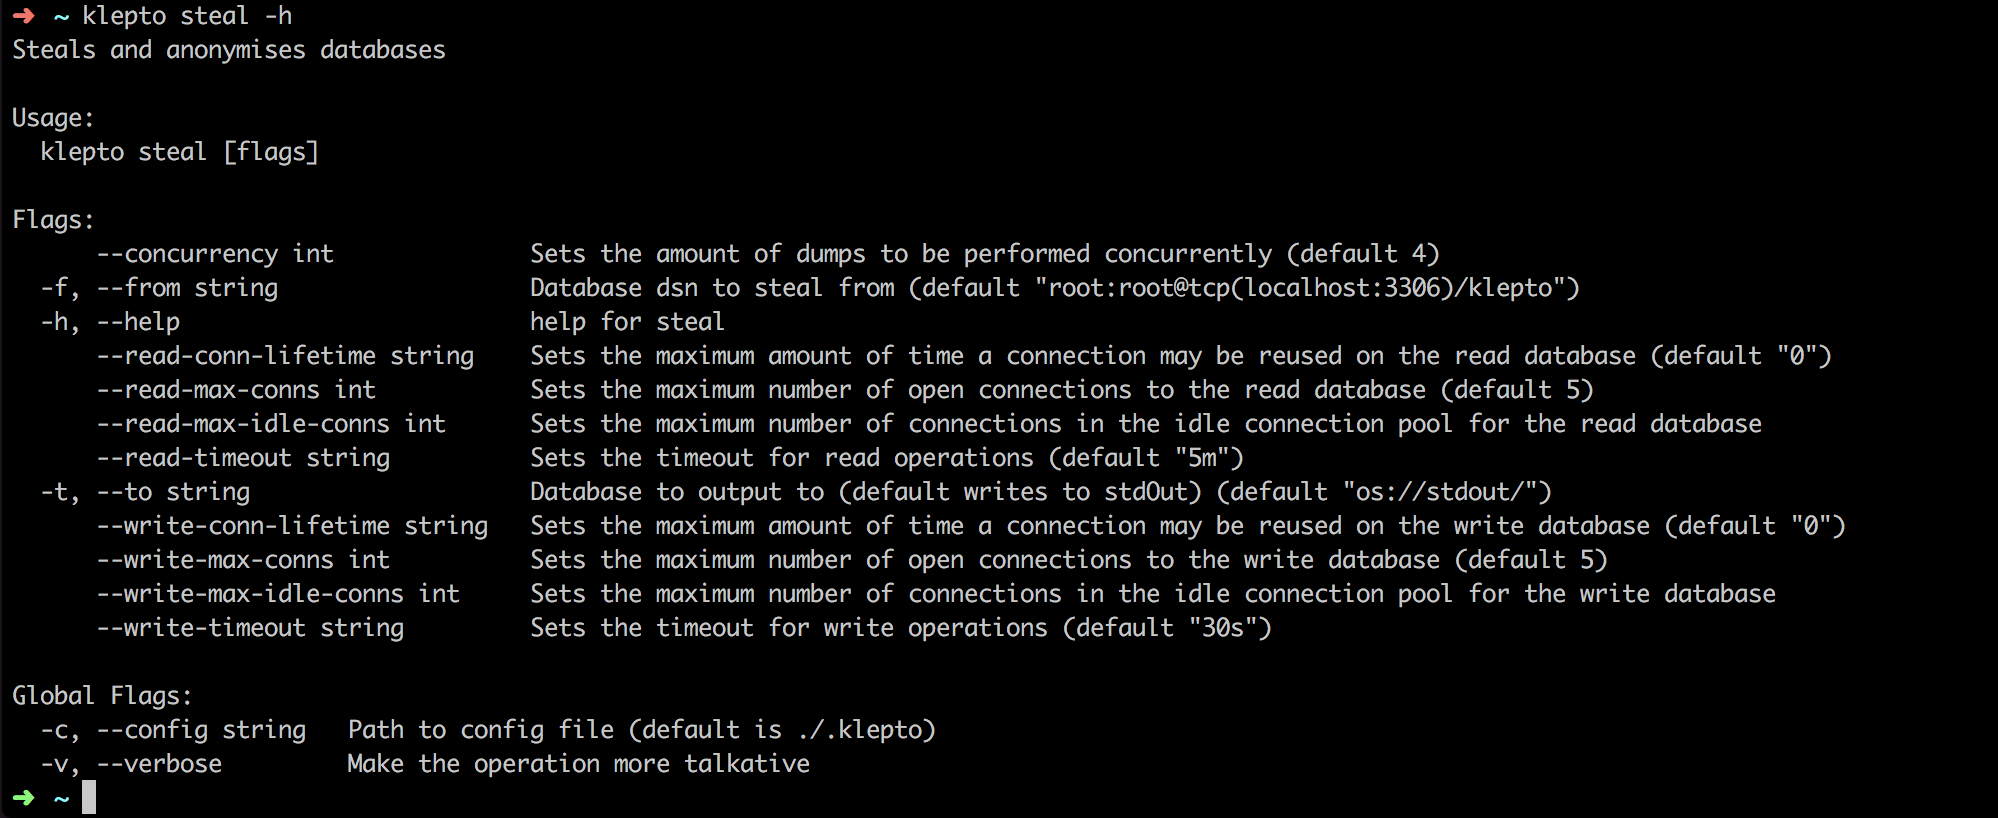 ➜ ~ klepto steal -h
Steals and anonymises databases

Usage:
  klepto steal [flags]

Flags:
      --concurrency int              Sets the amount of dumps to be performed concurrently (default 4)
  -f, --from string                  Database dsn to steal from (default "root:root@tcp(localhost:3306)/klepto")
  -h, --help                         help for steal
      --read-conn-lifetime string    Sets the maximum amount of time a connection may be reused on the read database (default "0")
      --read-max-conns int           Sets the maximum number of open connections to the read database (default 5)
      --read-max-idle-conns int      Sets the maximum number of connections in the idle connection pool for the read database
      --read-timeout string          Sets the timeout for read operations (default "5m")
  -t, --to string                    Database to output to (default writes to stdOut) (default "os://stdout/")
      --write-conn-lifetime string   Sets the maximum amount of time a connection may be reused on the write database (default "0")
      --write-max-conns int          Sets the maximum number of open connections to the write database (default 5)
      --write-max-idle-conns int     Sets the maximum number of connections in the idle connection pool for the write database
      --write-timeout string         Sets the timeout for write operations (default "30s")

Global Flags:
  -c, --config string   Path to config file (default is ./.klepto)
  -v, --verbose         Make the operation more talkative
➜ ~